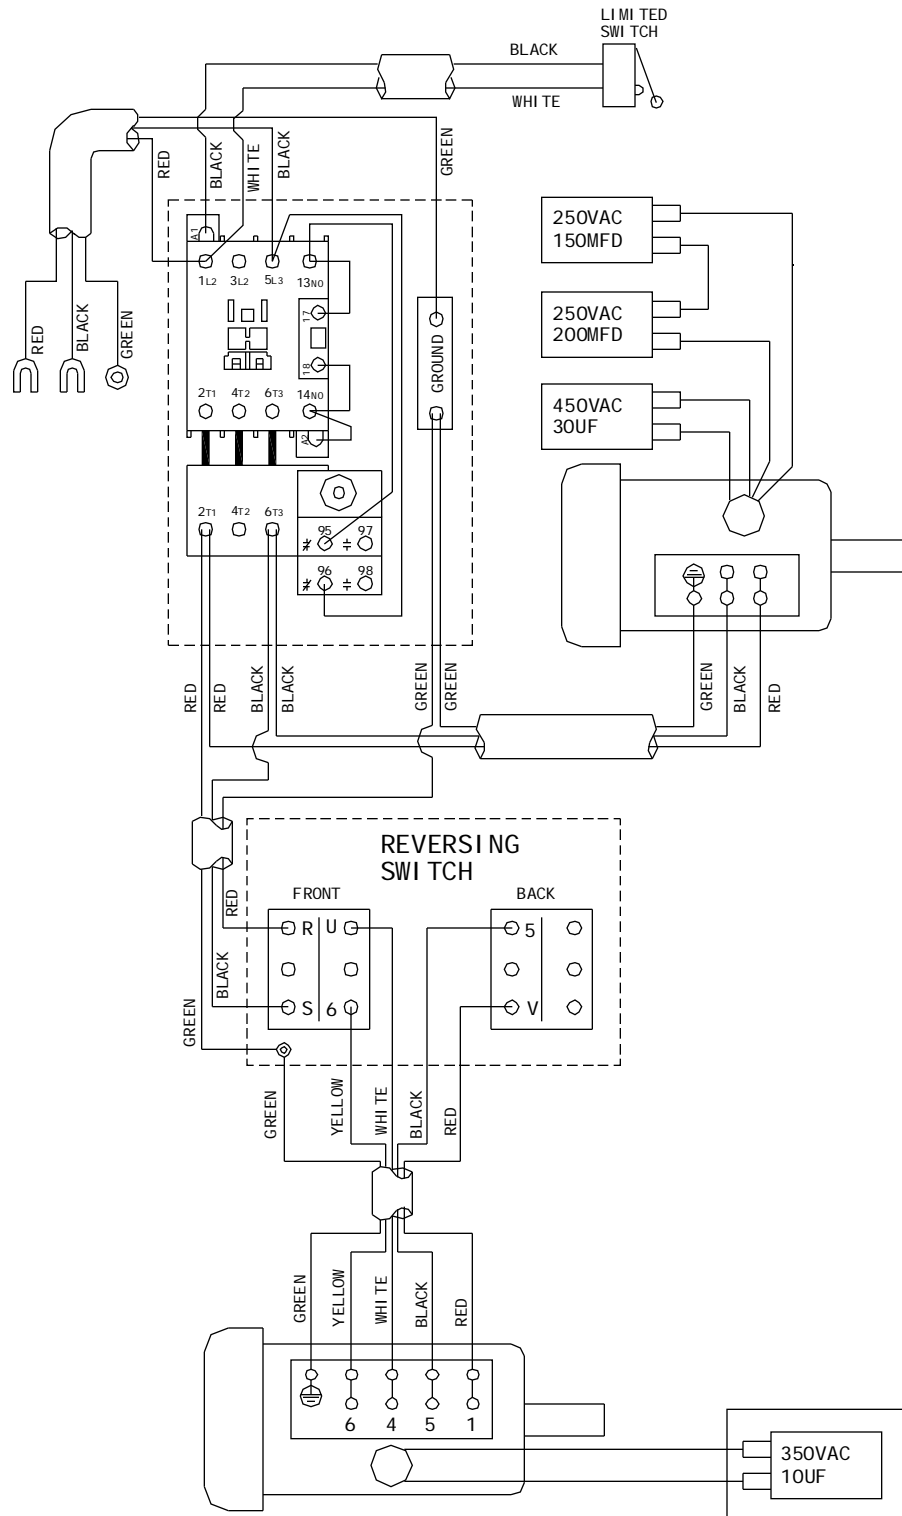 LIMITED
SWITCH
BLACK
WHITE
GREEN
RED
BLACK
WHITE
BLACK
A1
1L2
3L2
5L3
13NO
17
18
2T1
4T2
6T3
14NO
A2
GROUND
RED
BLACK
GREEN
250VAC
150MFD
250VAC
200MFD
450VAC
30UF
2T1
4T2
6T3
95
97
96
98
RED
RED
BLACK
BLACK
GREEN
GREEN
GREEN
BLACK
RED
REVERSING
SWITCH
FRONT
BACK
RED
BLACK
GREEN
R
U
S
6
5
V
GREEN
YELLOW
WHITE
BLACK
RED
GREEN
YELLOW
WHITE
BLACK
RED
6
4
5
1
350VAC
10UF